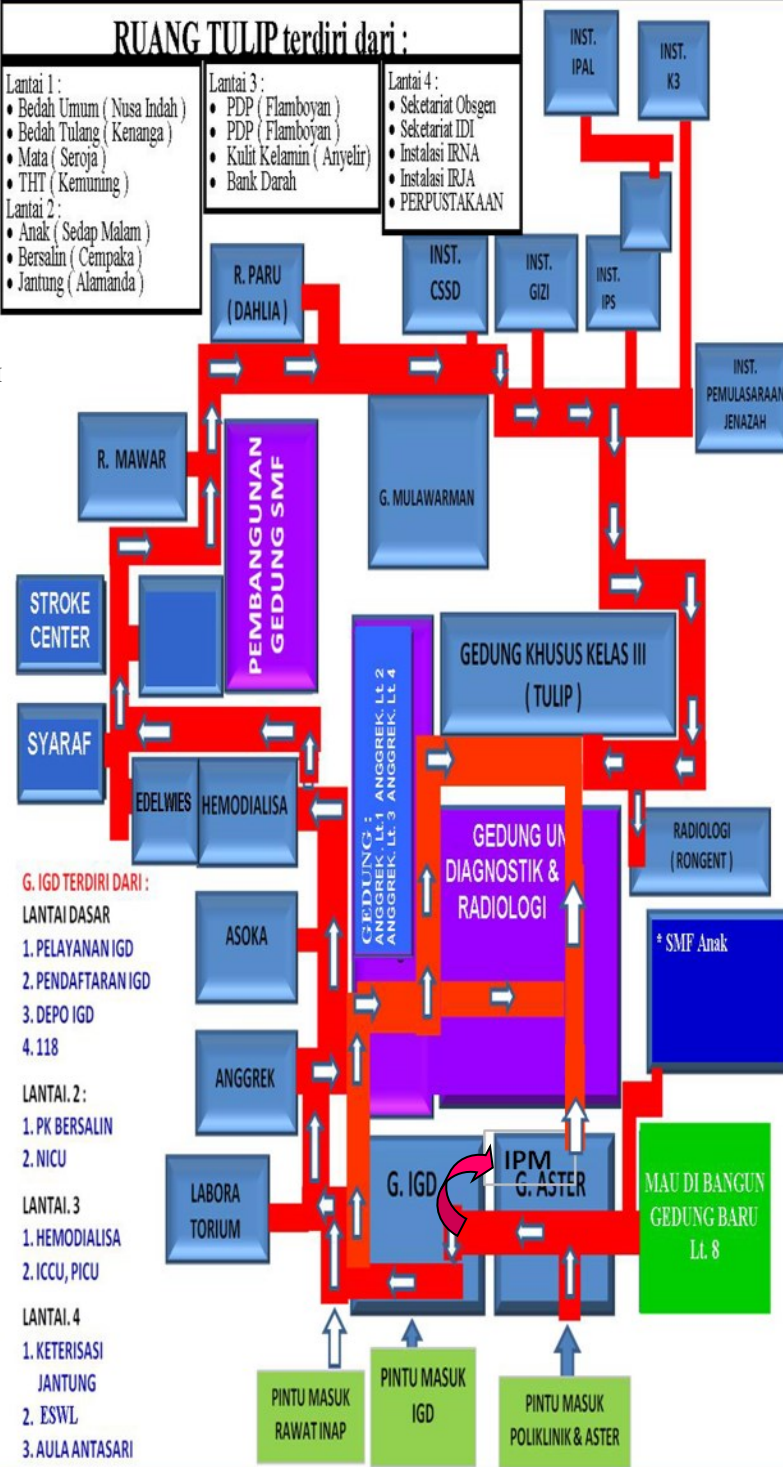 RUANG TULIP terdiri dari :
Lantai 1 :
• Bedah Umum ( Nusa Indah )
• Bedah Tulang ( Kenanga )
• Mata ( Seroja )
• THT ( Kemuning )
Lantai 2 :
• Anak ( Sedap Malam )
• Bersalin ( Cempaka )
• Jantung ( Alamanda )
Lantai 3 :
• PDP ( Flamboyan )
• PDP ( Flamboyan )
• Kulit Kelamin ( Anyelir )
• Bank Darah
Lantai 4 :
• Seketariat Obsgen
• Seketariat IDI
• Instalasi IRNA
• Instalasi IRJA
• PERPUSTAKAAN
INST.
IPAL
INST.
K3
R. PARU
( DAHLIA )
INST.
CSSD
INST.
GIZI
INST.
IPS
INST.
PEMULASARAAN
JENAZAH
R. MAWAR
PEMBANGUNAN
GEDUNG SMF
G. MULAWARMAN
STROKE
CENTER
SYARAF
EDELWIES
HEMODIALISA
GEDUNG :
ANGGREK. Lt.1 ANGGREK. Lt. 2
ANGGREK. Lt. 3 ANGGREK. Lt. 4
GEDUNG KHUSUS KELAS III
( TULIP )
GEDUNG UN
DIAGNOSTIK &
RADIOLOGI
RADIOLOGI
( RONGENT )
* SMF Anak
ASOKA
ANGGREK
LABORA
TORIUM
G. IGD
IPM
G. ASTER
MAU DI BANGUN
GEDUNG BARU
Lt. 8
G. IGD TERDIRI DARI :
LANTAI DASAR
1. PELAYANAN IGD
2. PENDAFTARAN IGD
3. DEPO IGD
4. 118
LANTAI. 2 :
1. PK BERSALIN
2. NICU
LANTAI. 3
1. HEMODIALISA
2. ICCU, PICU
LANTAI. 4
1. KETERISASI
JANTUNG
2. ESWL
3. AULA ANTASARI
PINTU MASUK
RAWAT INAP
PINTU MASUK
IGD
PINTU MASUK
POLIKLINIK & ASTER